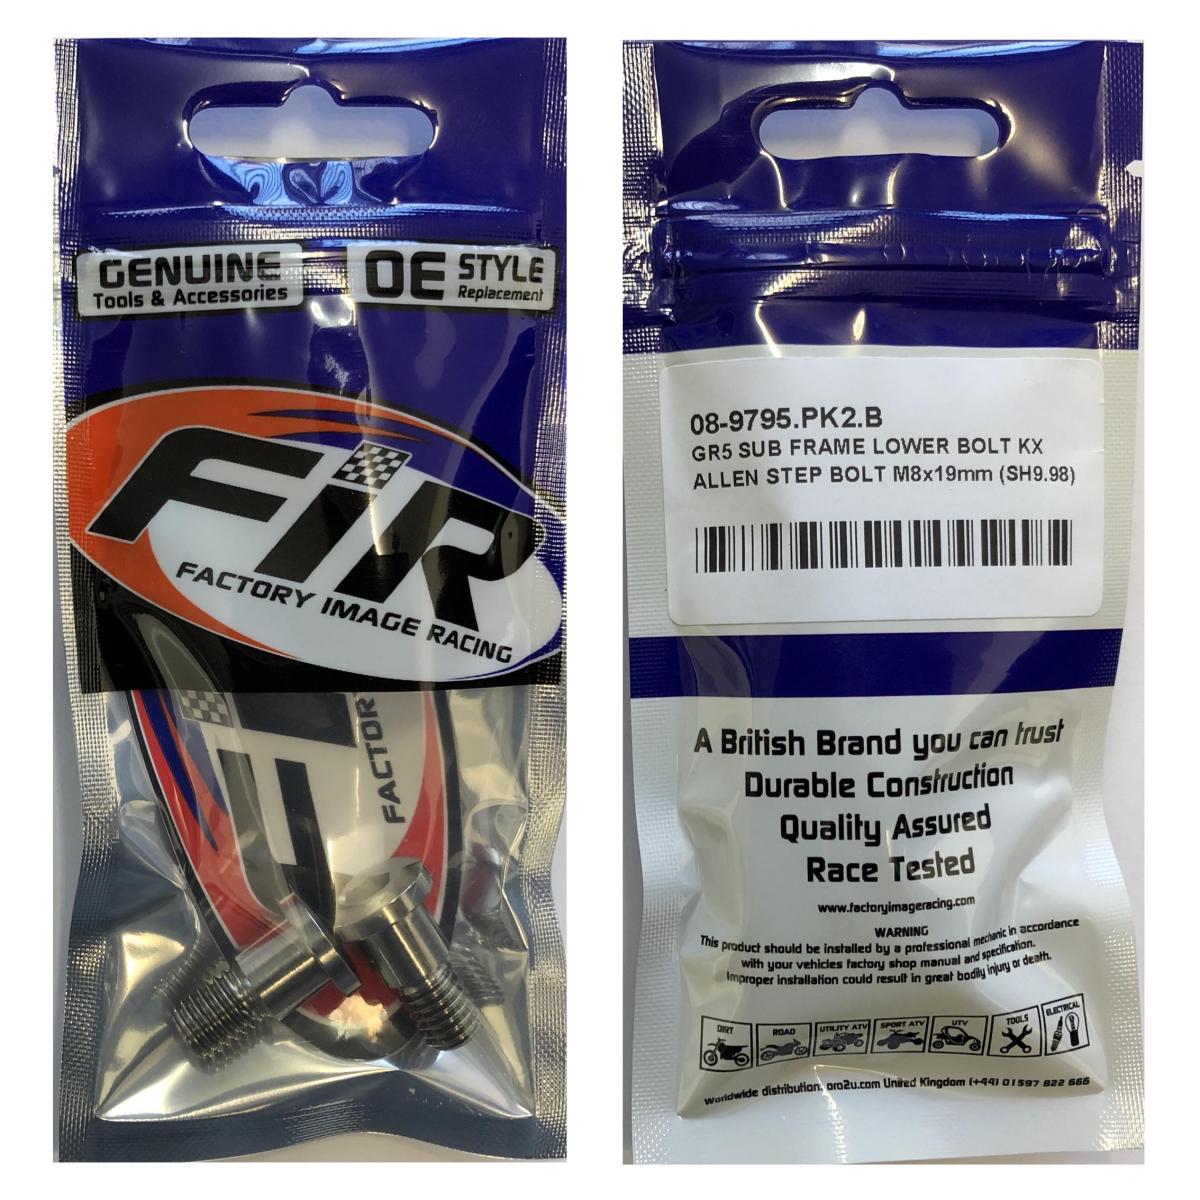 GENUINE
Tools & Accessories
OE STYLE
Replacement
FIR
FACTORY IMAGE RACING
FACTOR
08-9795.PK2.B
GR5 SUB FRAME LOWER BOLT KX
ALLEN STEP BOLT M8x19mm (SH9.98)
A British Brand you can trust
Durable Construction
Quality Assured
Race Tested
www.factoryimageracing.com
WARNING
This product should be installed by a professional mechanic in accordance
with your vehicles factory shop manual and specification.
Improper installation could result in great bodily injury or death.
DIRT ROAD UTILITY ATV SPORT ATV UTV TOOLS ELECTRICAL
Worldwide distribution: pro2u.com United Kingdom (+44) 01597 822 666